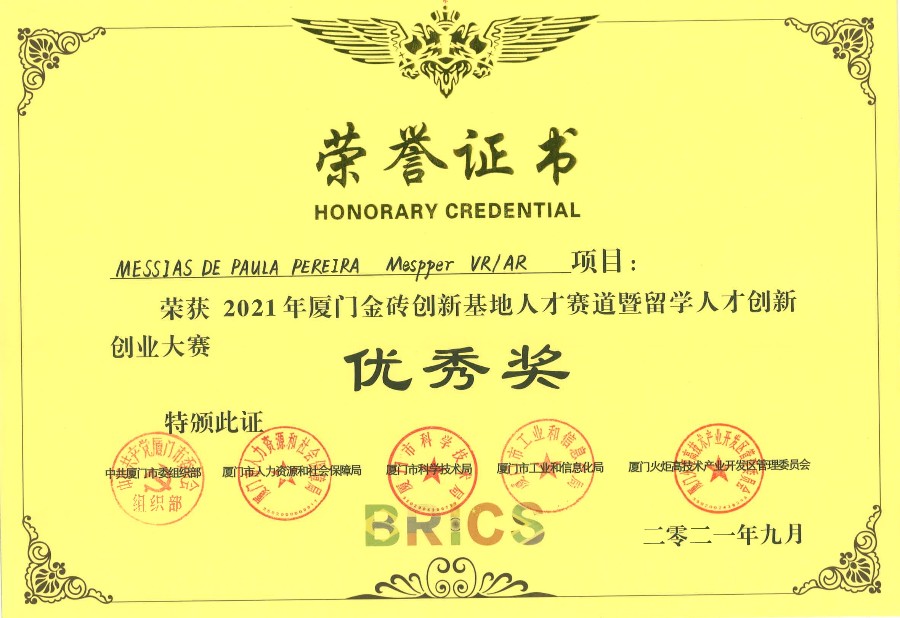 荣誉证书
HONORARY CREDENTIAL
MESSIAS DE PAULA PEREIRA Mespper VR/AR 项目：
荣获 2021年厦门金砖创新基地人才赛道暨留学人才创新
创业大赛
优秀奖
特颁此证
中共厦门市委组织部 厦门市人力资源和社会保障局 厦门市科学技术局 厦门市工业和信息化局 厦门火炬高技术产业开发区管理委员会
组织部
BRICS
二零二一年九月